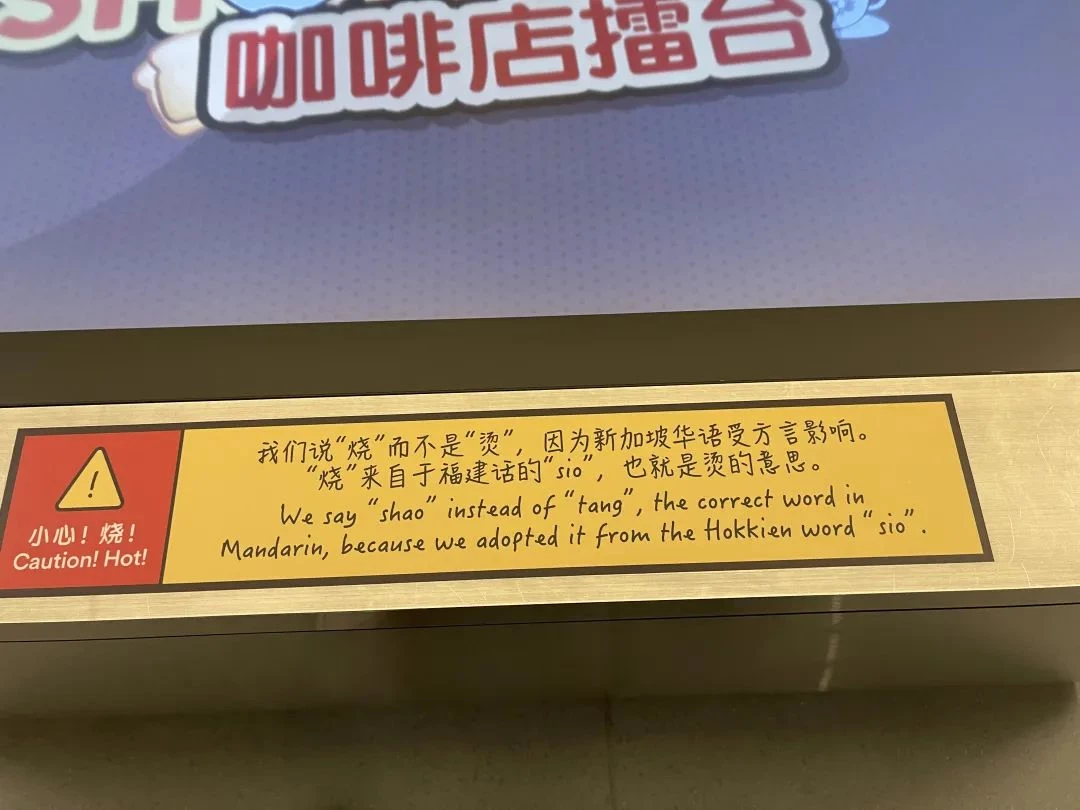 咖啡店擂台
小心！烧！
Caution! Hot!
我们说“烧”而不是“烫”，因为新加坡华语受方言影响。
“烧”来自于福建话的“sio”，也就是烫的意思。
We say “shao” instead of “tang”, the correct word in
Mandarin, because we adopted it from the Hokkien word “sio”.